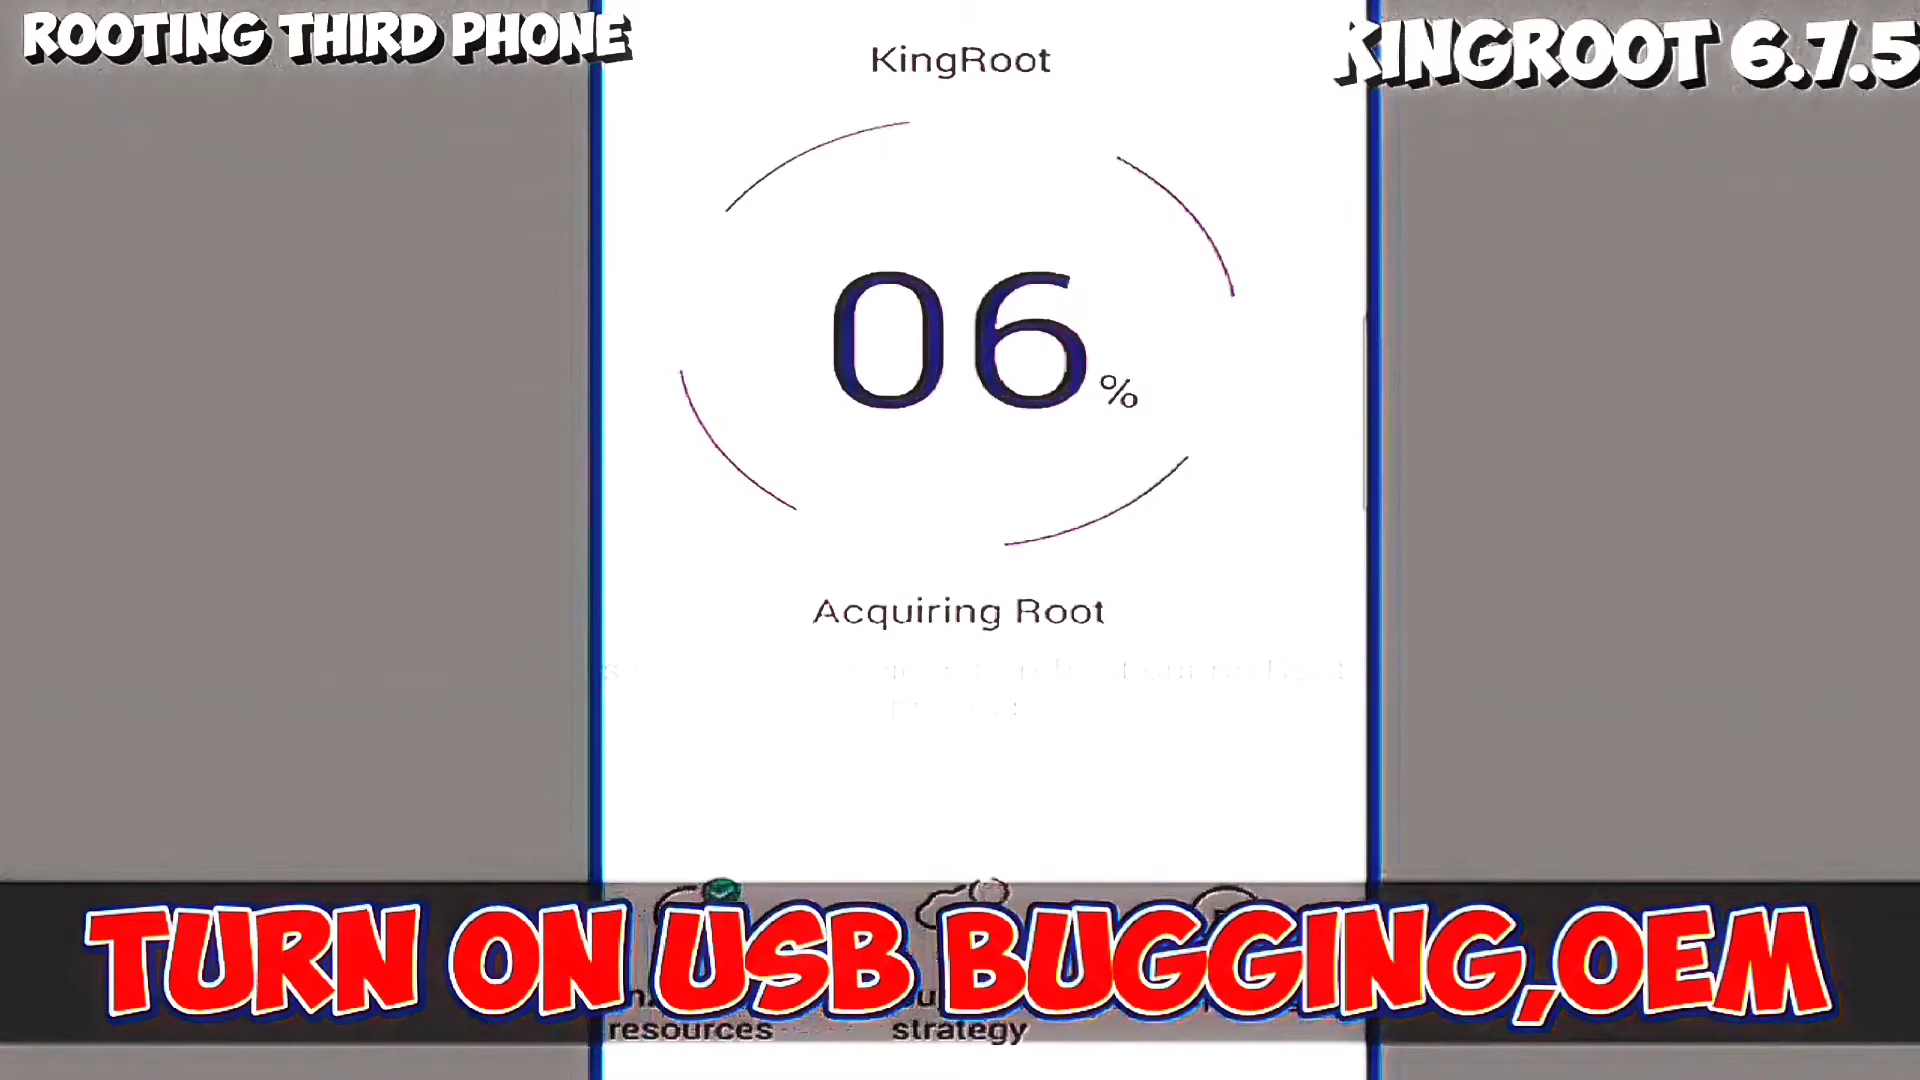 ROOTING THIRD PHONE
KINGROOT 6.7.5
KingRoot
06%
Acquiring Root
TURN ON USB BUGGING,OEM
resources
strategy